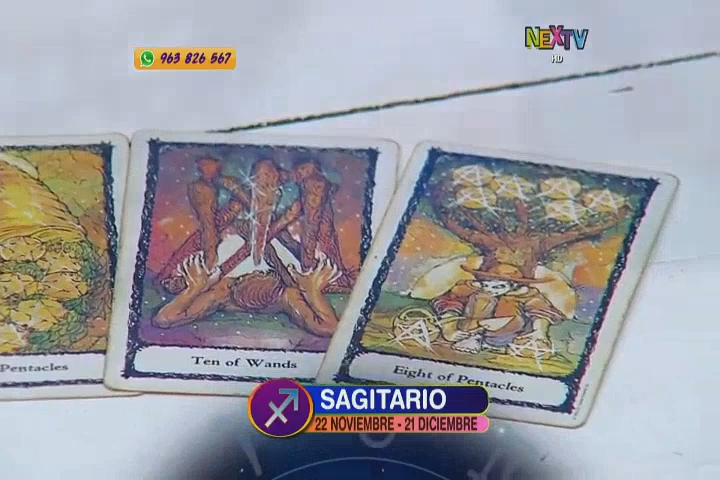 NEXTV
HD
963 826 567
Pentacles
Ten of Wands
Eight of Pentacles
SAGITARIO
22 NOVIEMBRE - 21 DICIEMBRE